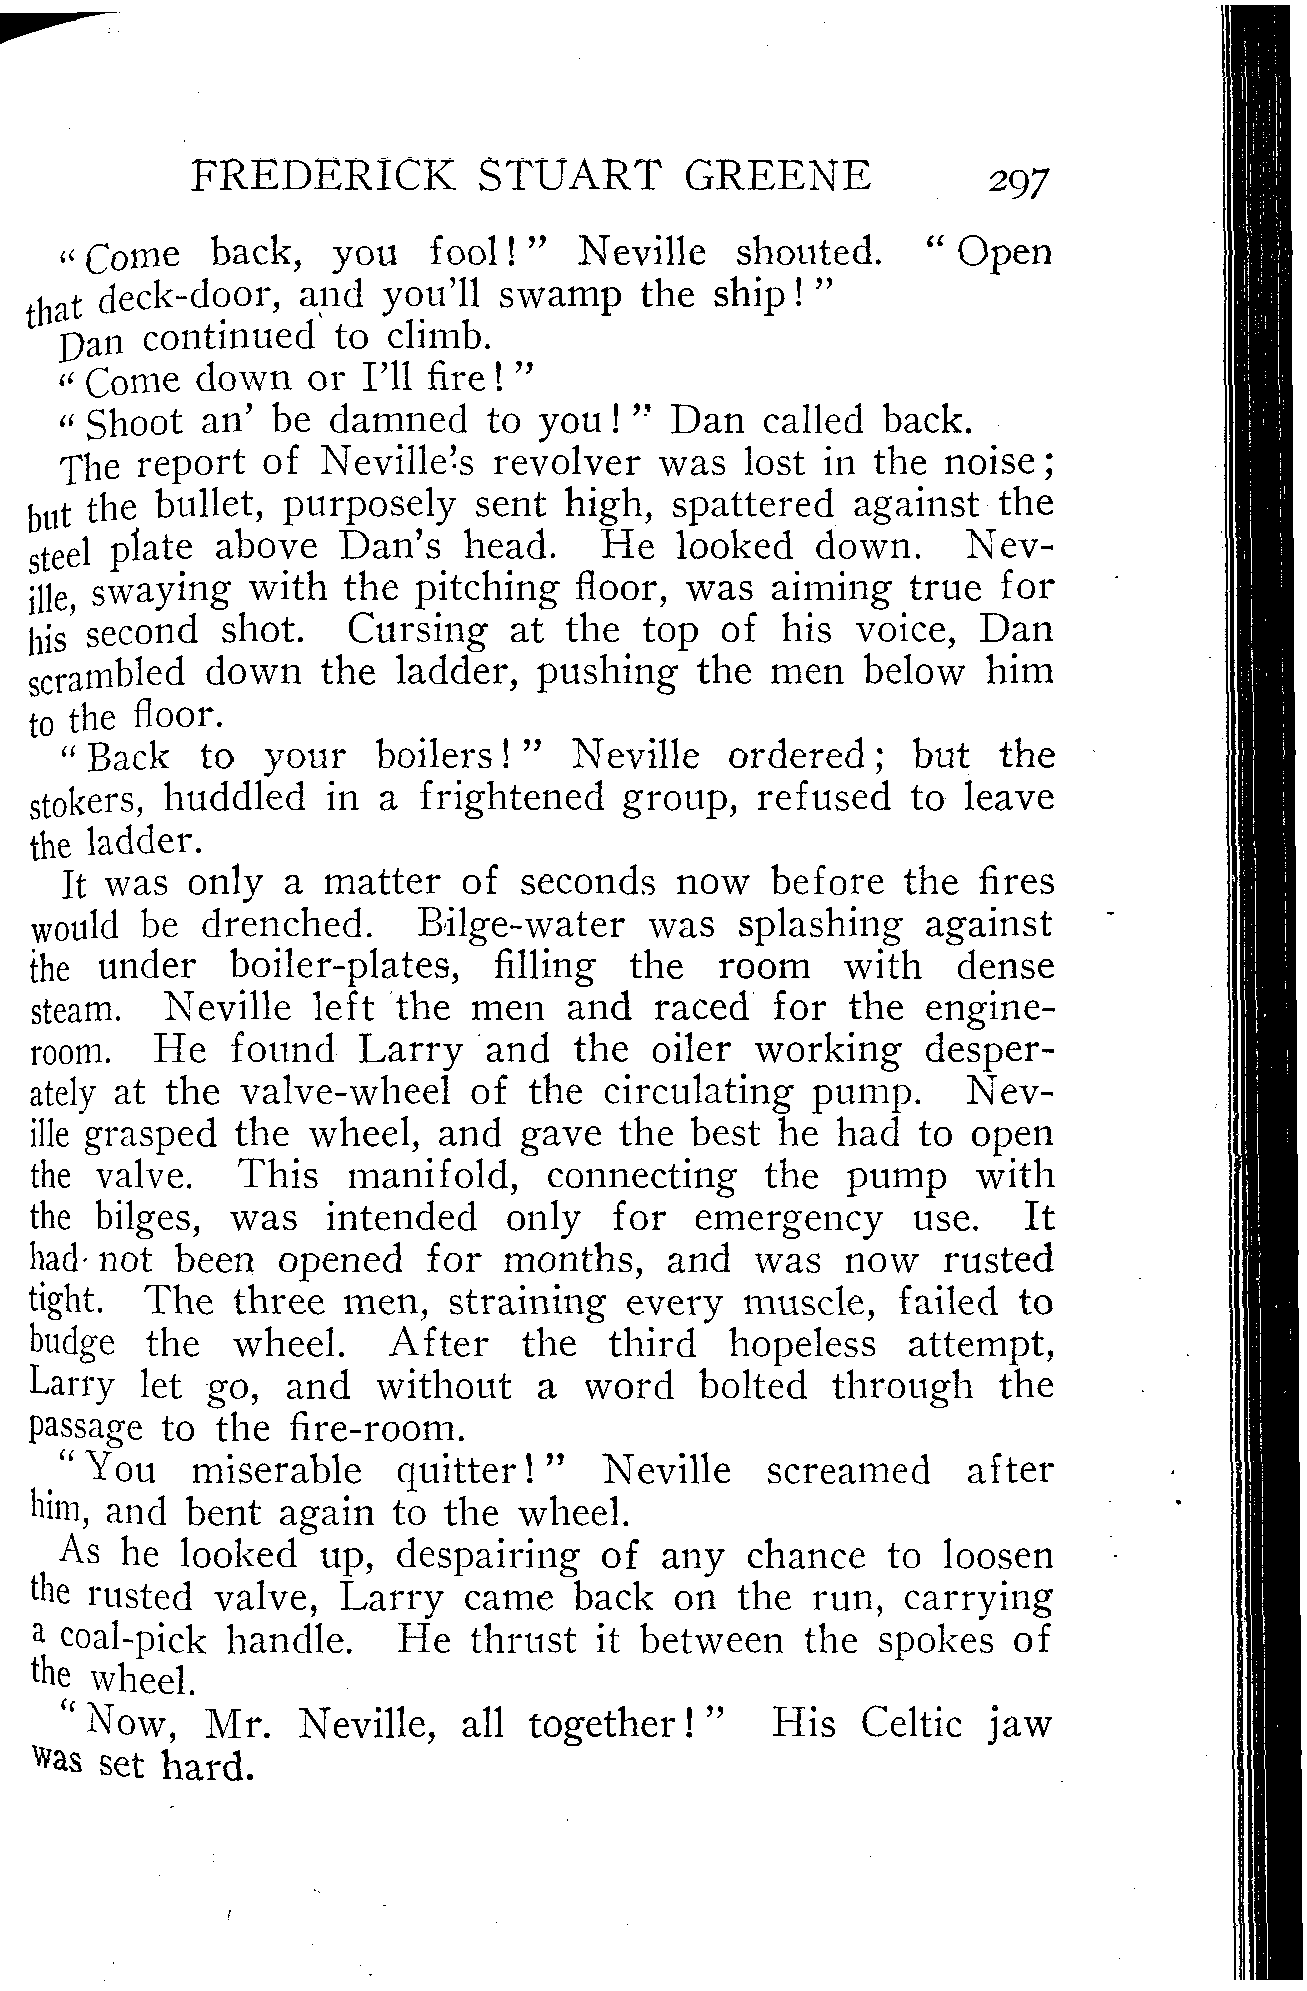 FREDERICK STUART GREENE 297
“Come back, you fool!” Neville shouted. “Open
that deck-door, and you'll swamp the ship!”
Dan continued to climb.
“Come down or I'll fire!”
“Shoot an' be damned to you!” Dan called back.
The report of Neville's revolver was lost in the noise;
but the bullet, purposely sent high, spattered against the
steel plate above Dan's head. He looked down. Nev-
ille, swaying with the pitching floor, was aiming true for
his second shot. Cursing at the top of his voice, Dan
scrambled down the ladder, pushing the men below him
to the floor.
“Back to your boilers!” Neville ordered; but the
stokers, huddled in a frightened group, refused to leave
the ladder.
It was only a matter of seconds now before the fires
would be drenched. Bilge-water was splashing against
the under boiler-plates, filling the room with dense
steam. Neville left the men and raced for the engine-
room. He found Larry and the oiler working desper-
ately at the valve-wheel of the circulating pump. Nev-
ille grasped the wheel, and gave the best he had to open
the valve. This manifold, connecting the pump with
the bilges, was intended only for emergency use. It
had not been opened for months, and was now rusted
tight. The three men, straining every muscle, failed to
budge the wheel. After the third hopeless attempt,
Larry let go, and without a word bolted through the
passage to the fire-room.
“You miserable quitter!” Neville screamed after
him, and bent again to the wheel.
As he looked up, despairing of any chance to loosen
the rusted valve, Larry came back on the run, carrying
a coal-pick handle. He thrust it between the spokes of
the wheel.
“Now, Mr. Neville, all together!” His Celtic jaw
was set hard.